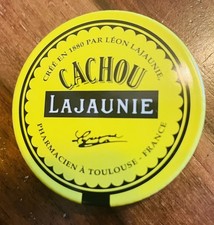 CRÉÉ EN 1880 PAR LÉON LAJAUNIE
CACHOU
LAJAUNIE
PHARMACIEN À TOULOUSE - FRANCE